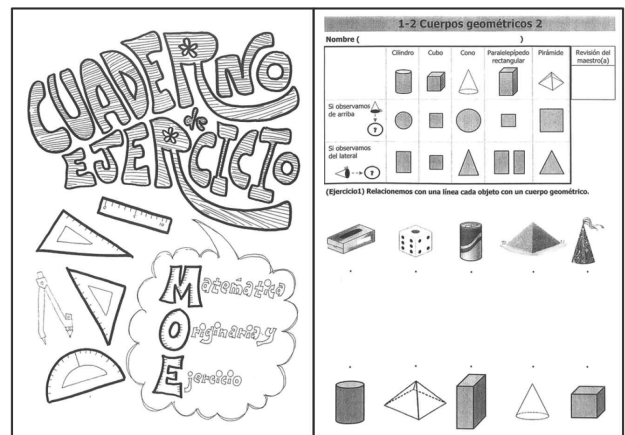 CUADERNO
de
EJERCICIO
Matemática
Originaria y
Ejercicio
1-2 Cuerpos geométricos 2
Nombre ( )
Cilindro Cubo Cono Paralelepípedo rectangular Pirámide Revisión del maestro(a)
Si observamos
de arriba
?
Si observamos
del lateral
?
(Ejercicio1) Relacionemos con una línea cada objeto con un cuerpo geométrico.